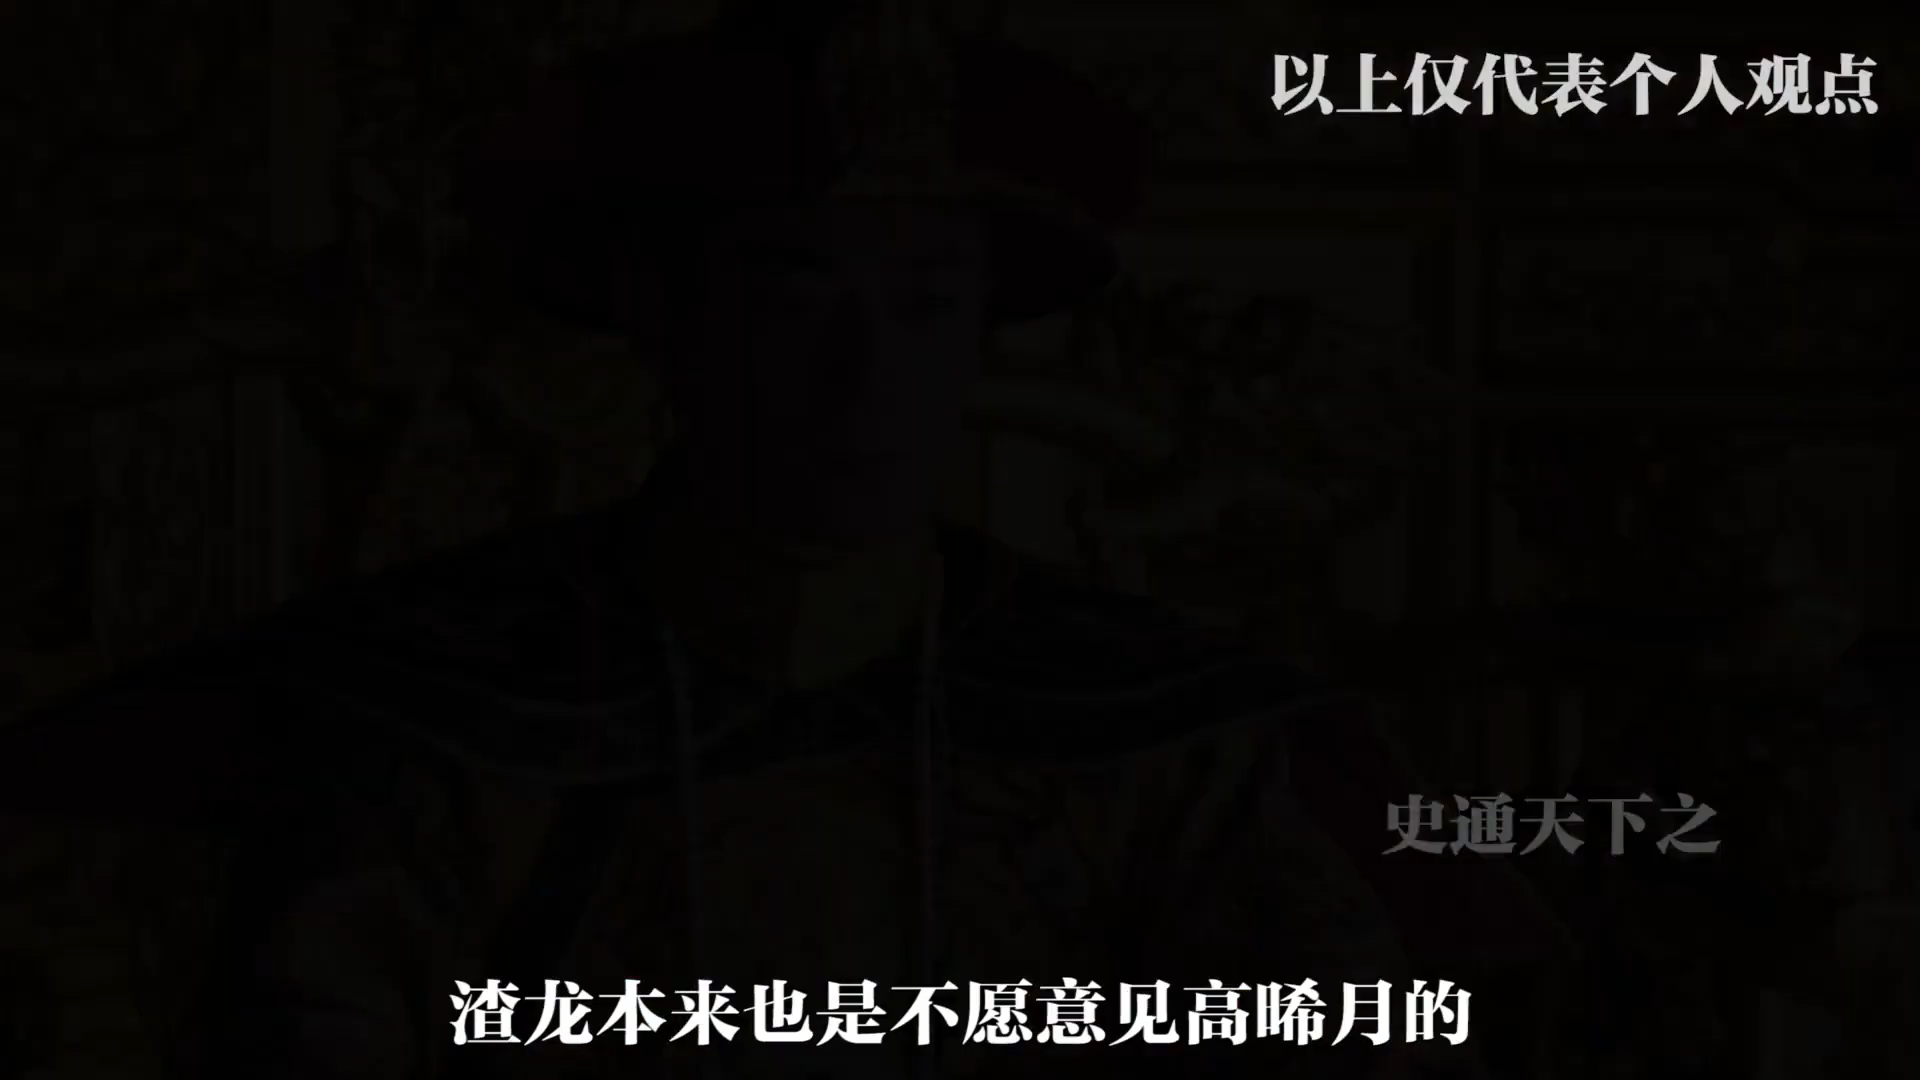 以上仅代表个人观点
史通天下之
渣龙本来也是不愿意见高晞月的